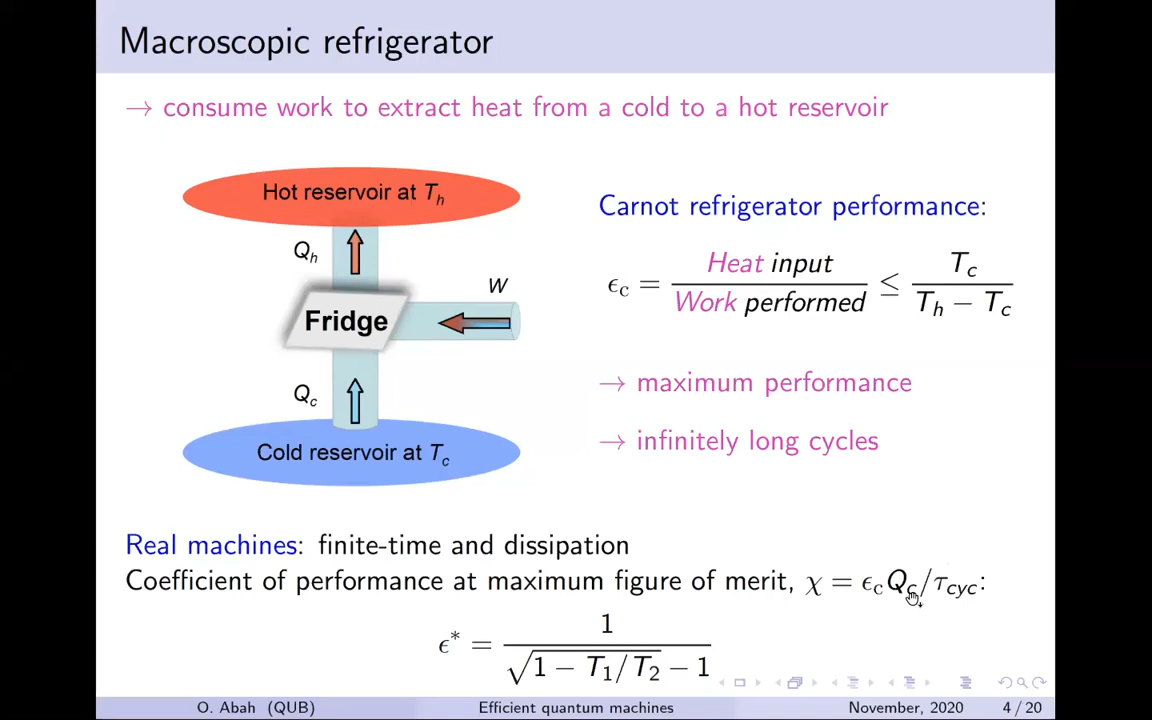 Macroscopic refrigerator
→ consume work to extract heat from a cold to a hot reservoir
Hot reservoir at T_h
Q_h
W
Fridge
Q_c
Cold reservoir at T_c
Carnot refrigerator performance:
ϵ_c = Heat input / Work performed ≤ T_c / (T_h − T_c)
→ maximum performance
→ infinitely long cycles
Real machines: finite-time and dissipation
Coefficient of performance at maximum figure of merit, χ = ϵ_c Q_c/τ_cyc:
ϵ* = 1 / (√(1 − T_1/T_2) − 1)
O. Abah (QUB) Efficient quantum machines November, 2020 4 / 20